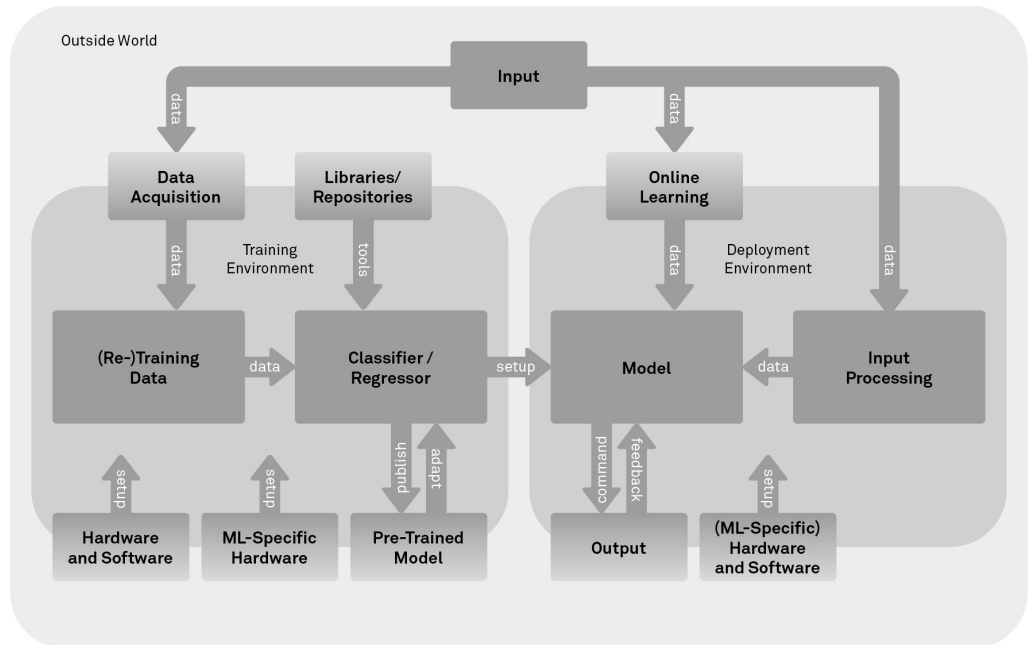 Outside World
Input
data
data
data
Data
Acquisition
Libraries/
Repositories
Online
Learning
data
tools
Training
Environment
data
Deployment
Environment
(Re-)Training
Data
data
Classifier /
Regressor
setup
Model
data
Input
Processing
setup
setup
publish
adapt
command
feedback
setup
Hardware
and Software
ML-Specific
Hardware
Pre-Trained
Model
Output
(ML-Specific)
Hardware
and Software